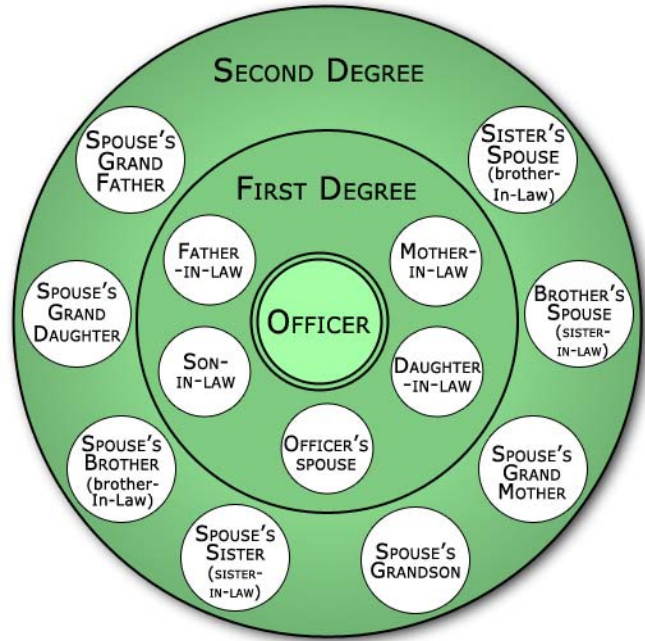 SECOND DEGREE
SPOUSE'S
GRAND
FATHER
SISTER'S
SPOUSE
(brother-
In-Law)
FIRST DEGREE
FATHER
-IN-LAW
MOTHER-
IN-LAW
SPOUSE'S
GRAND
DAUGHTER
OFFICER
BROTHER'S
SPOUSE
(SISTER-
IN-LAW)
SON-
IN-LAW
DAUGHTER
-IN-LAW
SPOUSE'S
BROTHER
(brother-
In-Law)
OFFICER'S
SPOUSE
SPOUSE'S
GRAND
MOTHER
SPOUSE'S
SISTER
(SISTER-
IN-LAW)
SPOUSE'S
GRANDSON